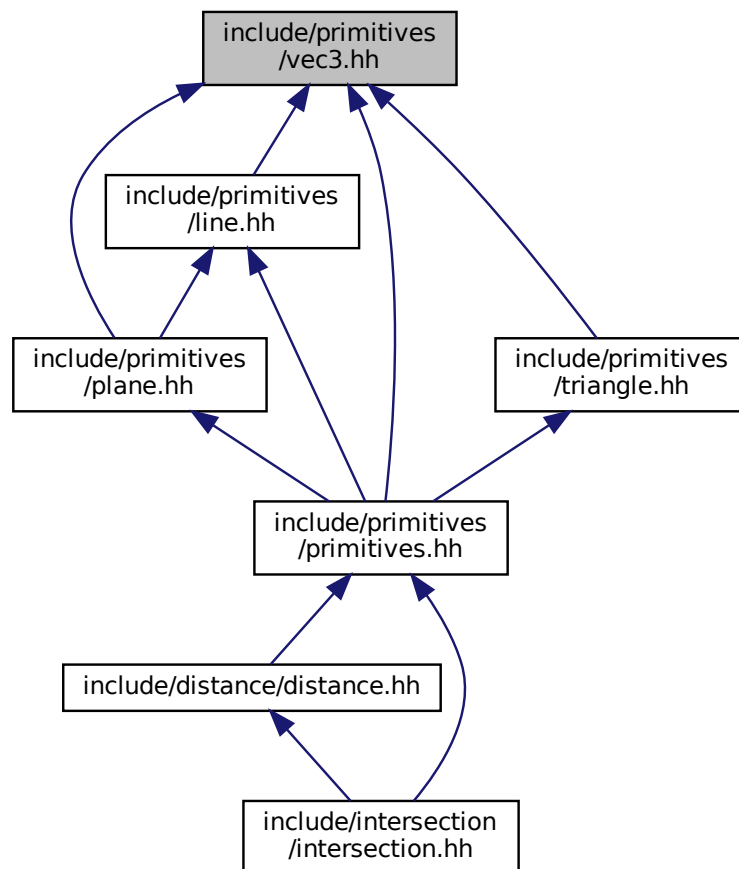 include/primitives
/vec3.hh
include/primitives
/line.hh
include/primitives
/plane.hh
include/primitives
/triangle.hh
include/primitives
/primitives.hh
include/distance/distance.hh
include/intersection
/intersection.hh